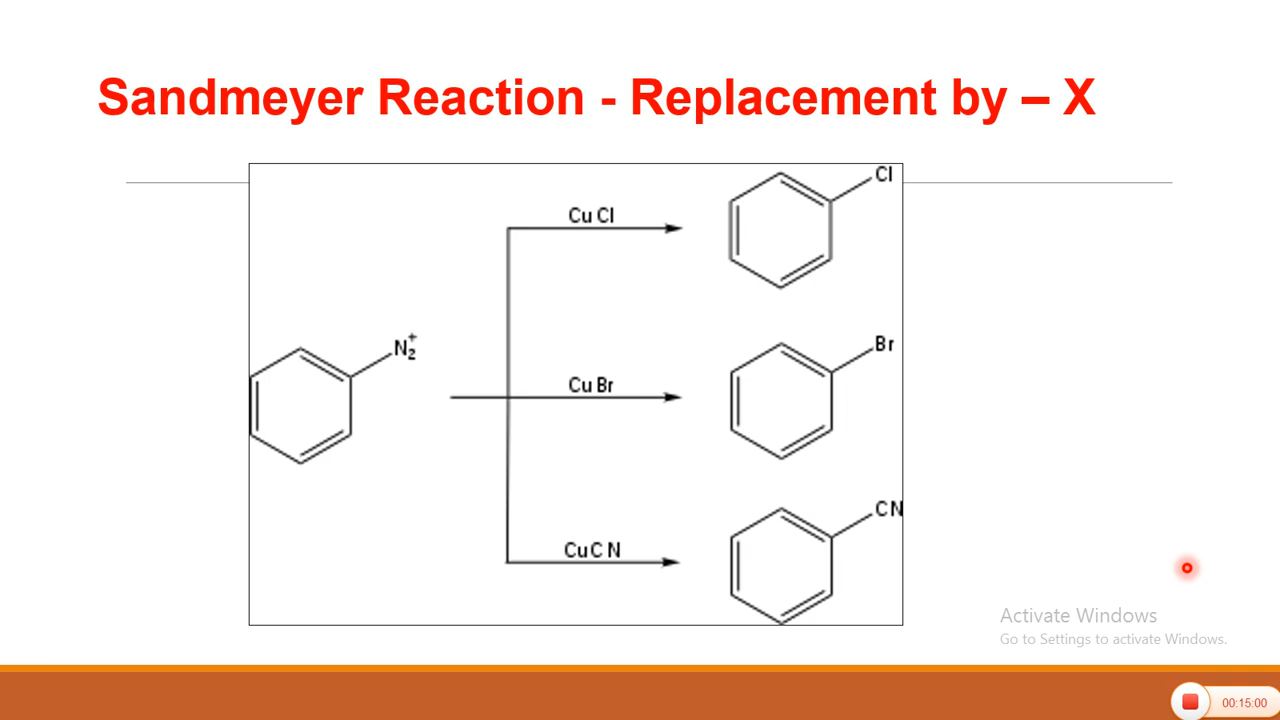 Sandmeyer Reaction - Replacement by – X
Cu Cl
Cl
N2+
Cu Br
Br
CuC N
CN
Activate Windows
Go to Settings to activate Windows.
00:15:00